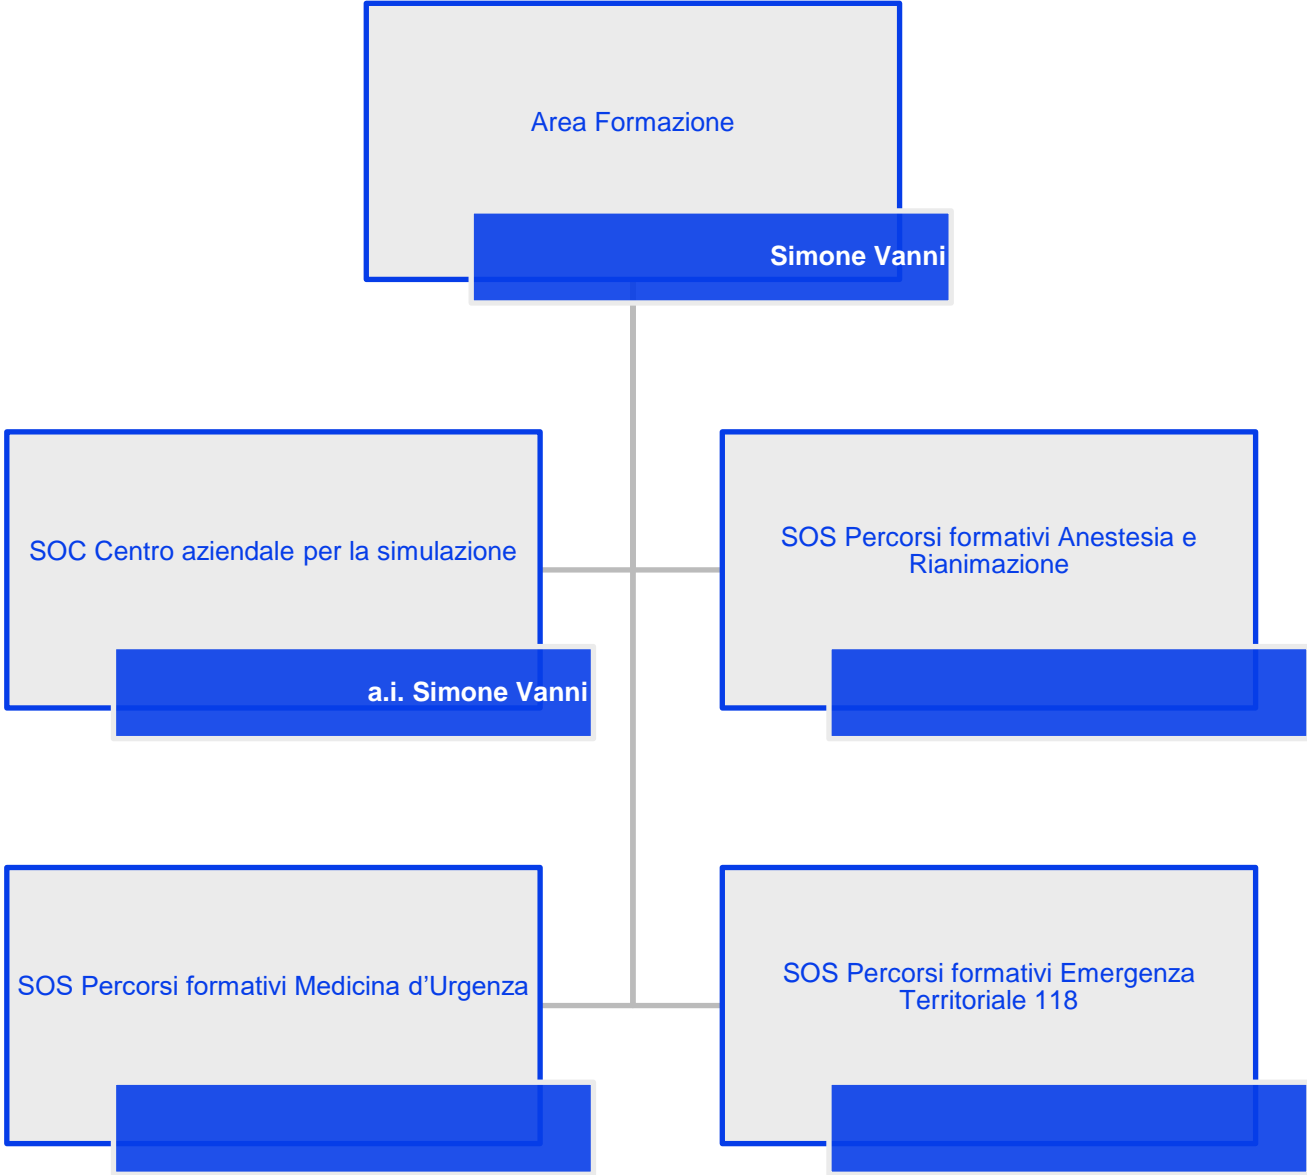 Area Formazione
Simone Vanni
SOC Centro aziendale per la simulazione
a.i. Simone Vanni
SOS Percorsi formativi Anestesia e
Rianimazione
SOS Percorsi formativi Medicina d’Urgenza
SOS Percorsi formativi Emergenza
Territoriale 118